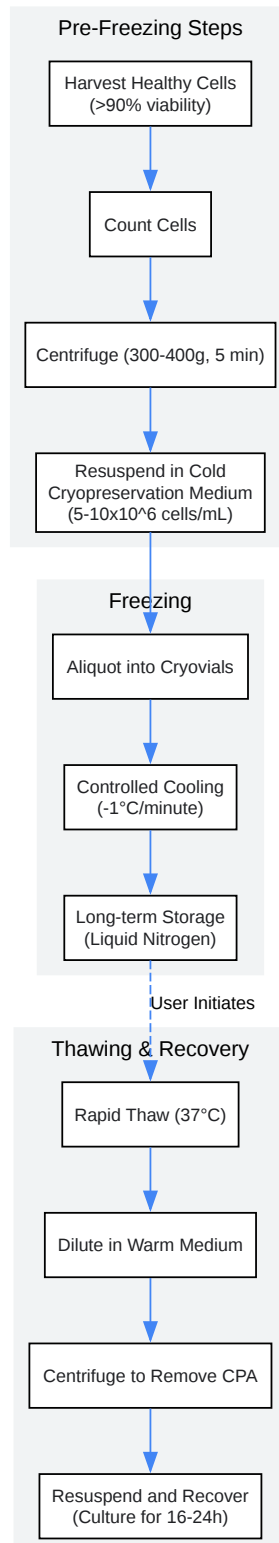 Pre-Freezing Steps
Harvest Healthy Cells
(>90% viability)
Count Cells
Centrifuge (300-400g, 5 min)
Resuspend in Cold
Cryopreservation Medium
(5-10x10^6 cells/mL)
Freezing
Aliquot into Cryovials
Controlled Cooling
(-1°C/minute)
Long-term Storage
(Liquid Nitrogen)
User Initiates
Thawing & Recovery
Rapid Thaw (37°C)
Dilute in Warm Medium
Centrifuge to Remove CPA
Resuspend and Recover
(Culture for 16-24h)